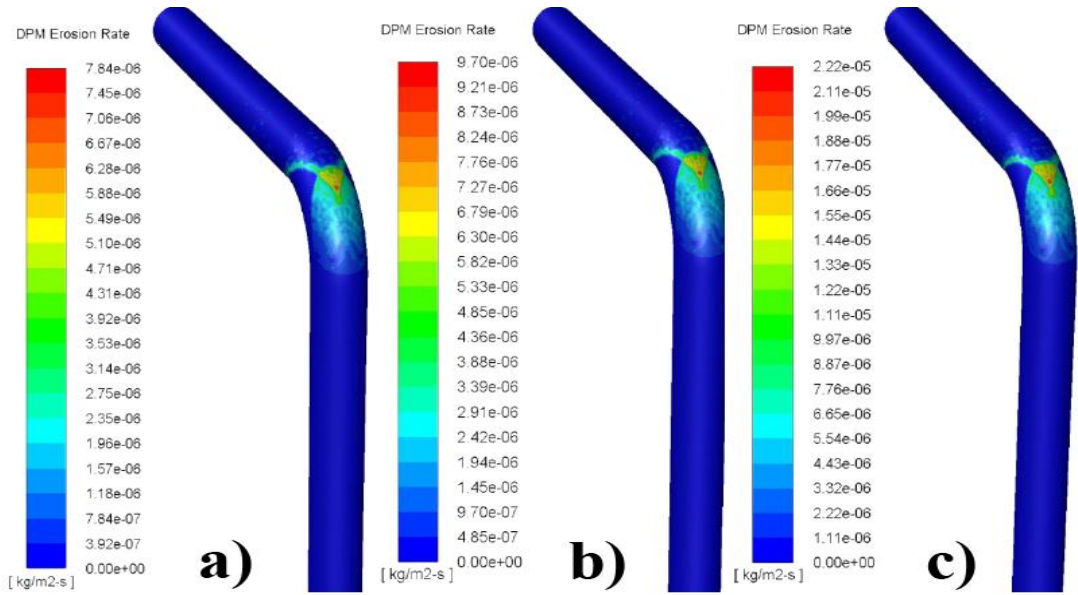 DPM Erosion Rate
7.84e-06
7.45e-06
7.06e-06
6.67e-06
6.28e-06
5.88e-06
5.49e-06
5.10e-06
4.71e-06
4.31e-06
3.92e-06
3.53e-06
3.14e-06
2.75e-06
2.35e-06
1.96e-06
1.57e-06
1.18e-06
7.84e-07
3.92e-07
0.00e+00
[ kg/m2-s ]
a)
DPM Erosion Rate
9.70e-06
9.21e-06
8.73e-06
8.24e-06
7.76e-06
7.27e-06
6.79e-06
6.30e-06
5.82e-06
5.33e-06
4.85e-06
4.36e-06
3.88e-06
3.39e-06
2.91e-06
2.42e-06
1.94e-06
1.45e-06
9.70e-07
4.85e-07
0.00e+00
[ kg/m2-s ]
b)
DPM Erosion Rate
2.22e-05
2.11e-05
1.99e-05
1.88e-05
1.77e-05
1.66e-05
1.55e-05
1.44e-05
1.33e-05
1.22e-05
1.11e-05
9.97e-06
8.87e-06
7.76e-06
6.65e-06
5.54e-06
4.43e-06
3.32e-06
2.22e-06
1.11e-06
0.00e+00
[ kg/m2-s ]
c)